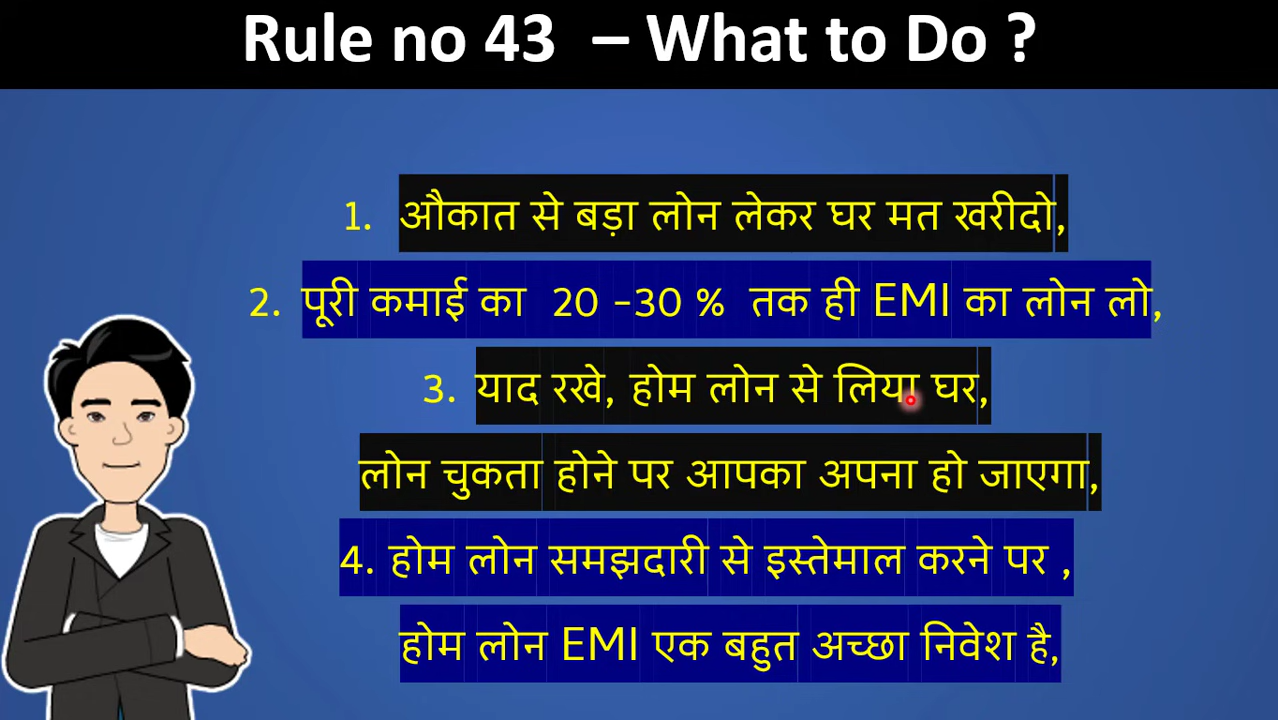 Rule no 43 – What to Do ?
1. औकात से बड़ा लोन लेकर घर मत खरीदो,
2. पूरी कमाई का 20 –30 % तक ही EMI का लोन लो,
3. याद रखे, होम लोन से लिया घर,
लोन चुकता होने पर आपका अपना हो जाएगा,
4. होम लोन समझदारी से इस्तेमाल करने पर ,
होम लोन EMI एक बहुत अच्छा निवेश है,